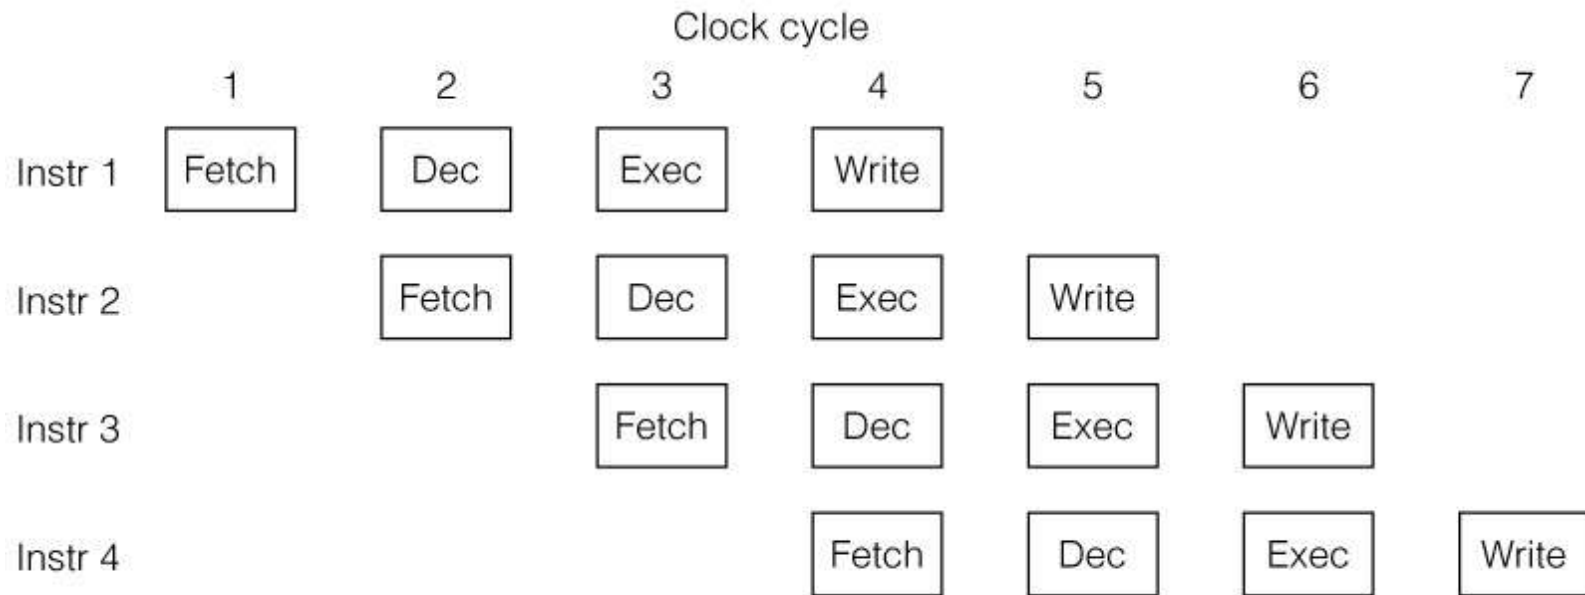 Clock cycle
1 2 3 4 5 6 7
Instr 1 Fetch Dec Exec Write
Instr 2 Fetch Dec Exec Write
Instr 3 Fetch Dec Exec Write
Instr 4 Fetch Dec Exec Write